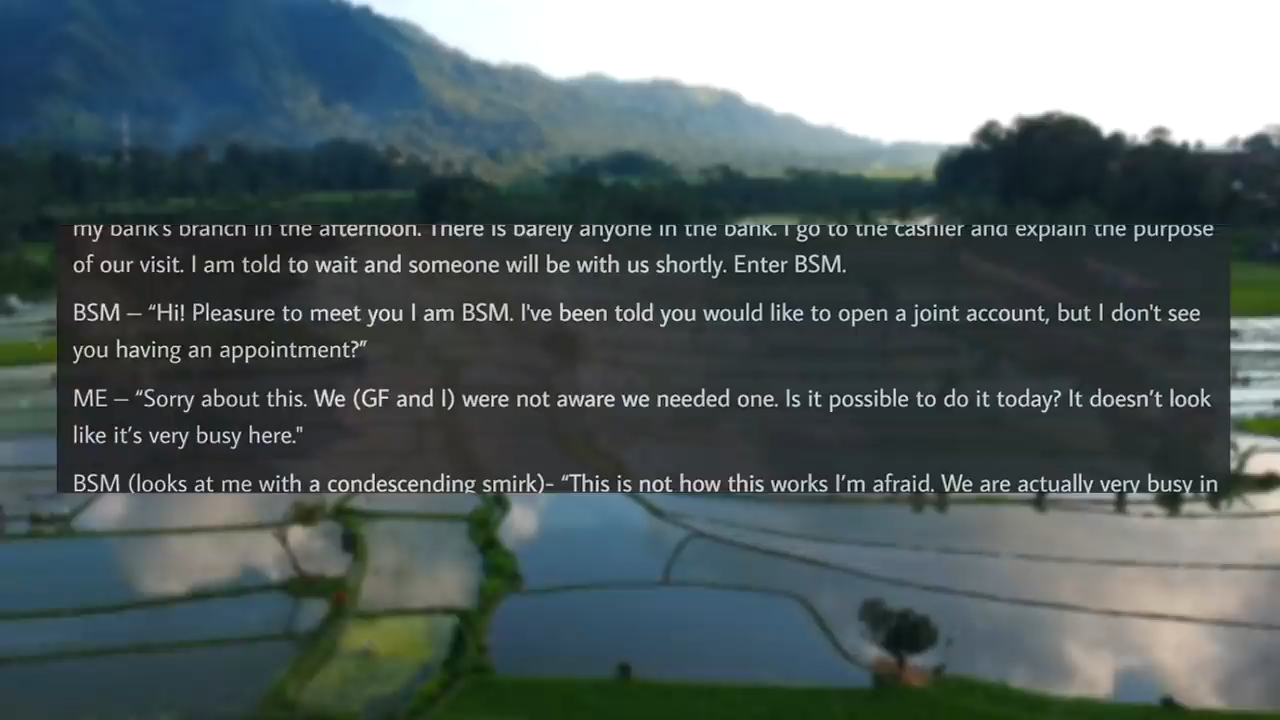 my bank's branch in the afternoon. There is barely anyone in the bank. I go to the cashier and explain the purpose
of our visit. I am told to wait and someone will be with us shortly. Enter BSM.
BSM – “Hi! Pleasure to meet you I am BSM. I've been told you would like to open a joint account, but I don't see
you having an appointment?”
ME – “Sorry about this. We (GF and I) were not aware we needed one. Is it possible to do it today? It doesn’t look
like it’s very busy here."
BSM (looks at me with a condescending smirk)- “This is not how this works I’m afraid. We are actually very busy in